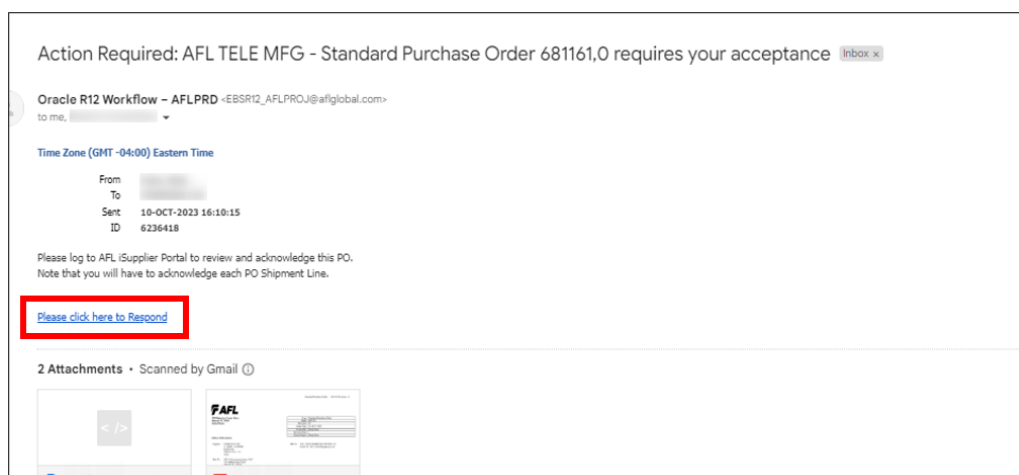 Action Required: AFL TELE MFG - Standard Purchase Order 681161,0 requires your acceptance Inbox ×
Oracle R12 Workflow – AFLPRD <EBSR12_AFLPROJ@aflglobal.com>
to me,
Time Zone (GMT -04:00) Eastern Time
From
To
Sent 10-OCT-2023 16:10:15
ID 6236418
Please log to AFL iSupplier Portal to review and acknowledge this PO.
Note that you will have to acknowledge each PO Shipment Line.
Please click here to Respond
2 Attachments • Scanned by Gmail
</>
AFL